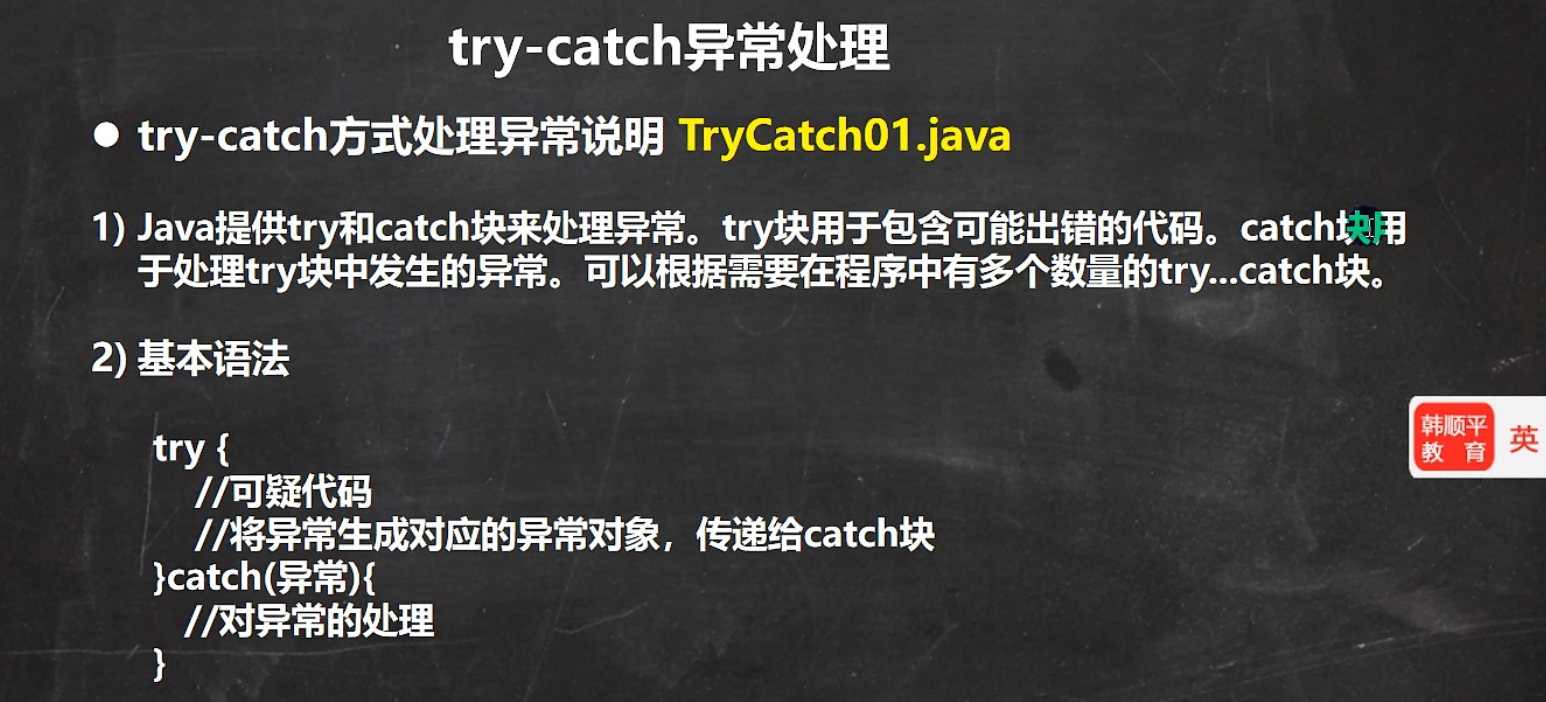 try-catch异常处理
● try-catch方式处理异常说明 TryCatch01.java
1) Java提供try和catch块来处理异常。try块用于包含可能出错的代码。catch块用
于处理try块中发生的异常。可以根据需要在程序中有多个数量的try...catch块。
2) 基本语法
try {
//可疑代码
//将异常生成对应的异常对象，传递给catch块
}catch(异常){
//对异常的处理
}
韩顺平
教 育
英